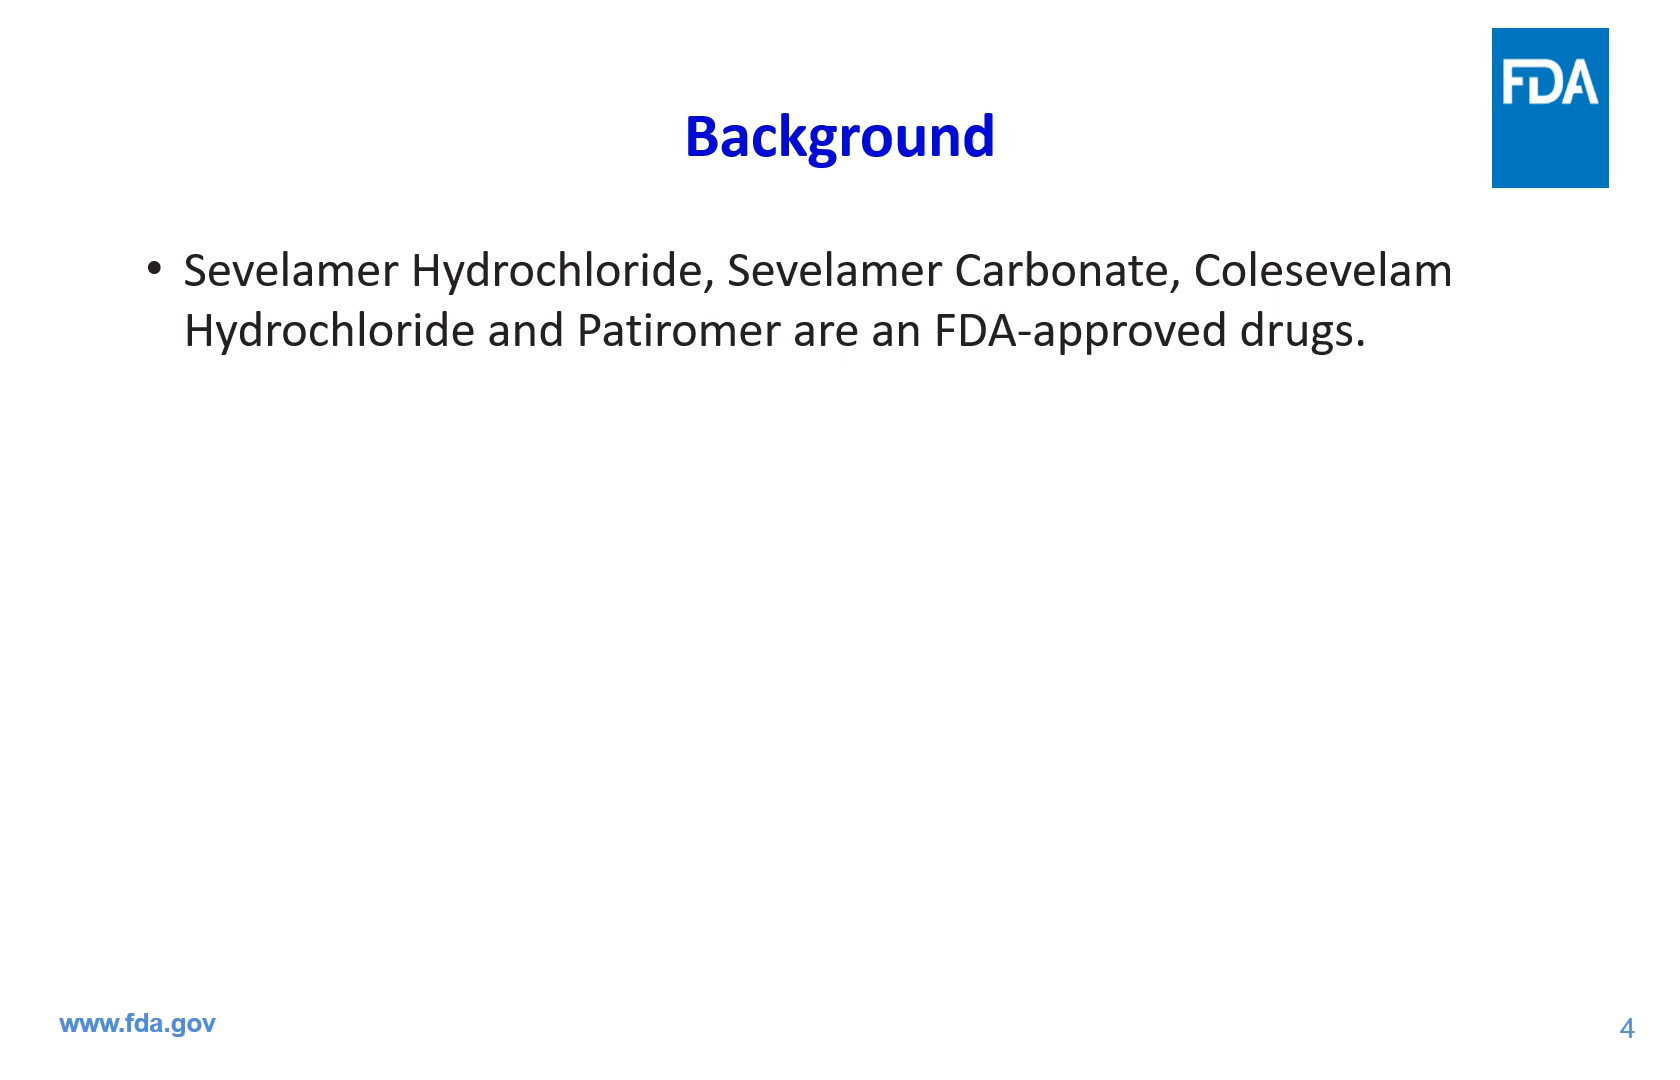 FDA
Background
• Sevelamer Hydrochloride, Sevelamer Carbonate, Colesevelam
Hydrochloride and Patiromer are an FDA-approved drugs.
www.fda.gov
4